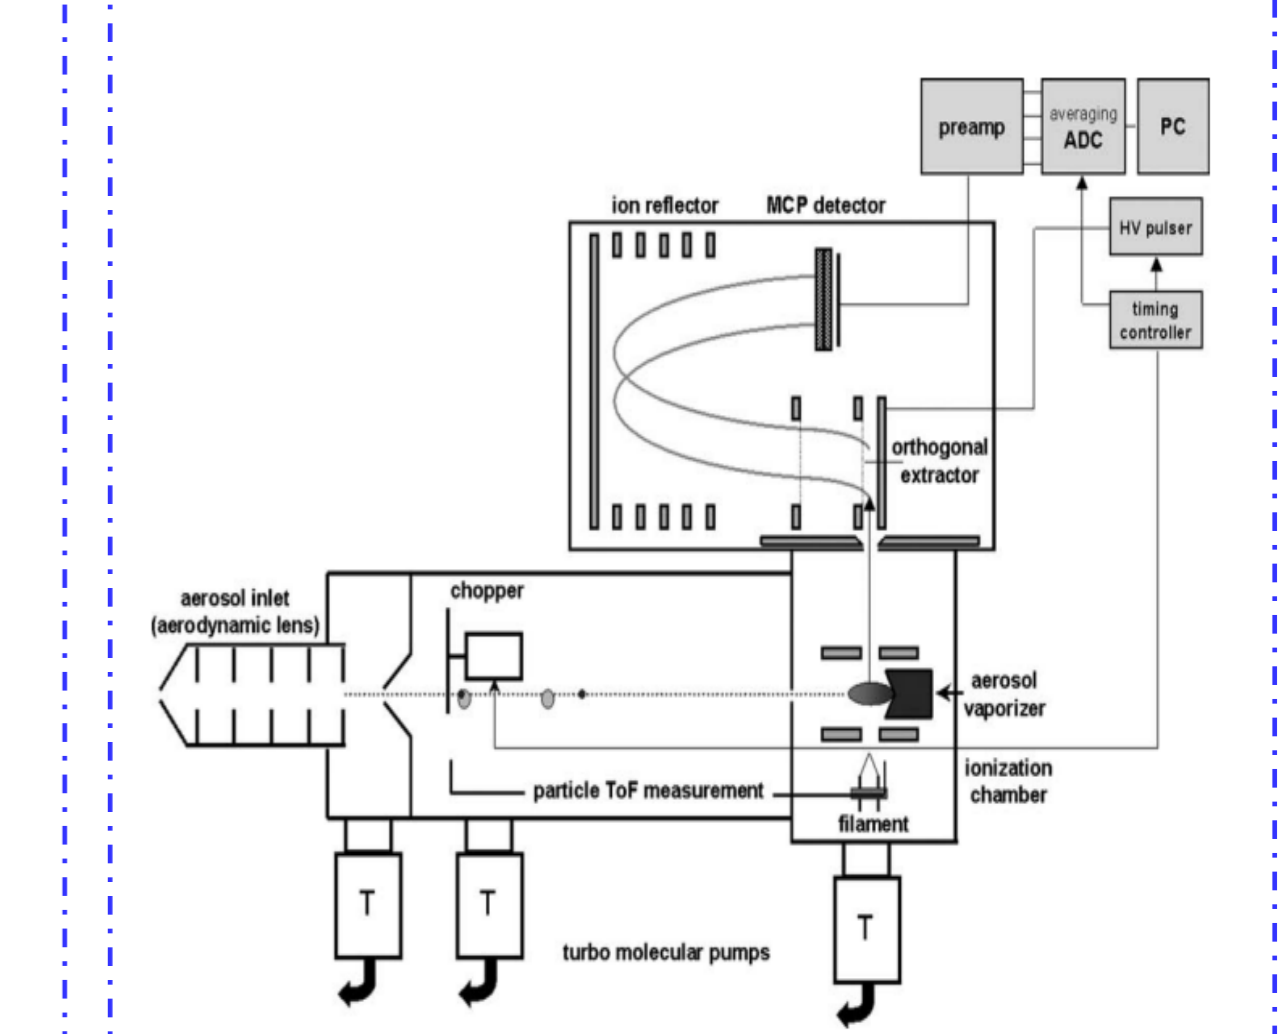 preamp
averaging
ADC
PC
ion reflector
MCP detector
HV pulser
timing
controller
orthogonal
extractor
chopper
aerosol inlet
(aerodynamic lens)
aerosol
vaporizer
ionization
chamber
particle ToF measurement
filament
T
T
T
turbo molecular pumps